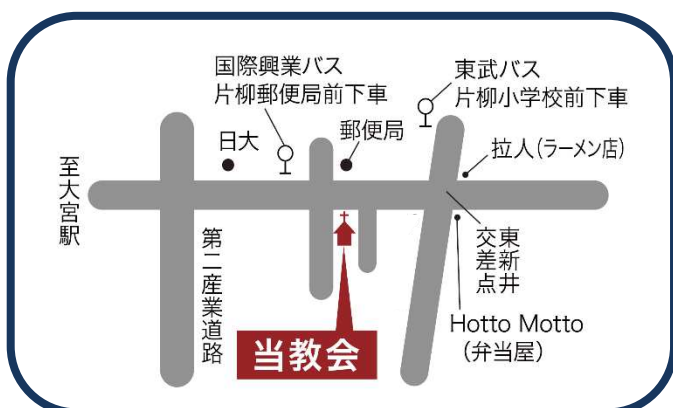 国際興業バス
片柳郵便局前下車
東武バス
片柳小学校前下車
日大
郵便局
拉人(ラーメン店)
至大宮駅
第二産業道路
東新井
交差点
Hotto Motto
(弁当屋)
当教会